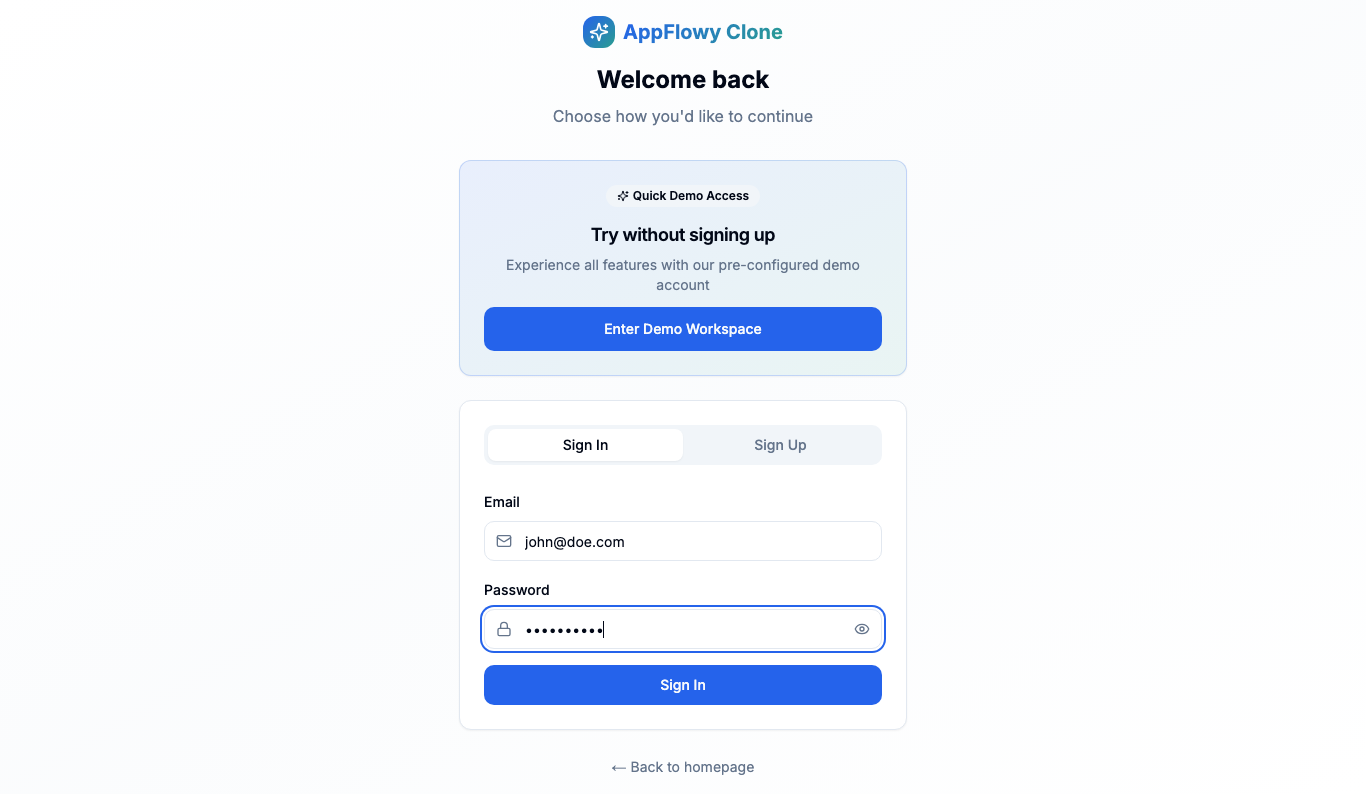 AppFlowy Clone
Welcome back
Choose how you'd like to continue
Quick Demo Access
Try without signing up
Experience all features with our pre-configured demo
account
Enter Demo Workspace
Sign In
Sign Up
Email
john@doe.com
Password
••••••••••
Sign In
← Back to homepage